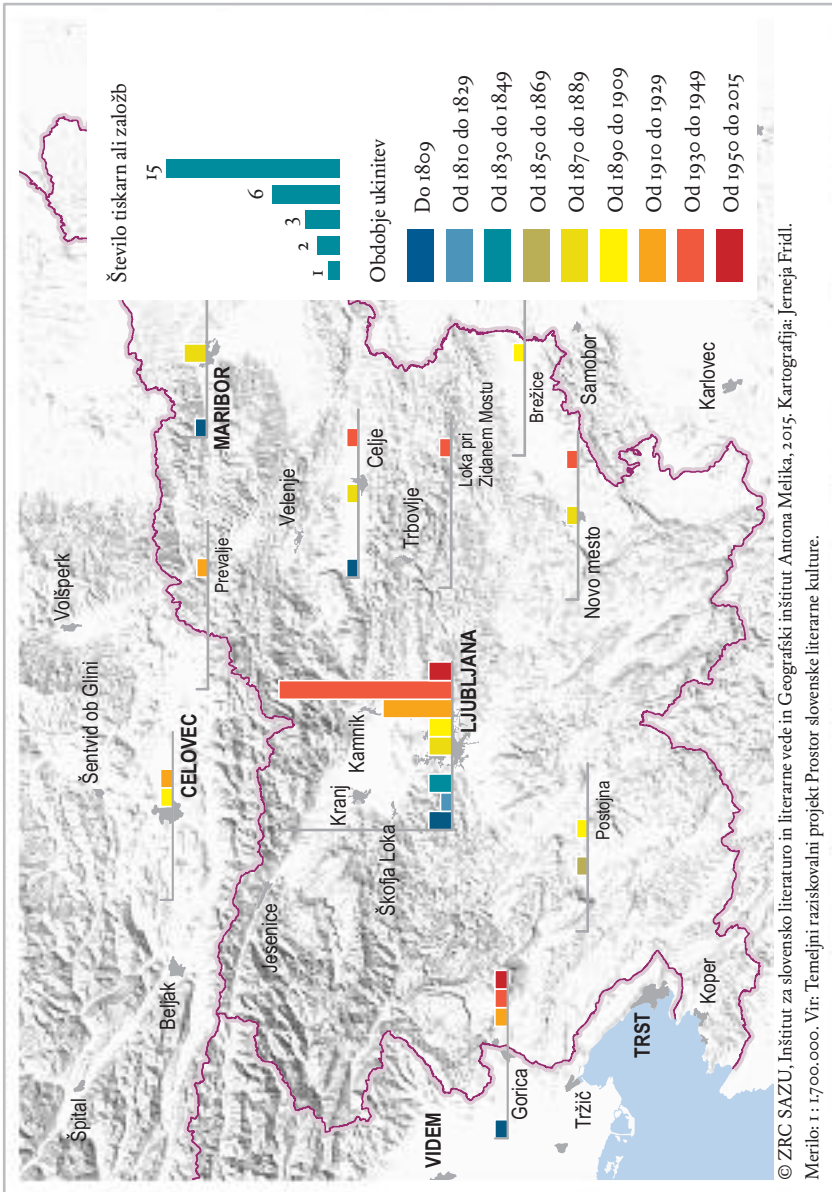 Število tiskarn ali založb
1
2
3
6
15
Obdobje ukinitev
Do 1809
Od 1810 do 1829
Od 1830 do 1849
Od 1850 do 1869
Od 1870 do 1889
Od 1890 do 1909
Od 1910 do 1929
Od 1930 do 1949
Od 1950 do 2015
Špital
Beljak
Šentvid ob Glini
CELOVEC
Volšperk
Prevalje
MARIBOR
Jesenice
Kranj
Kamnik
Škofja Loka
Velenje
Celje
Trbovlje
Loka pri
Zidanem Mostu
LJUBLJANA
Brežice
Samobor
Novo mesto
Karlovec
VIDEM
Gorica
Postojna
Tržič
TRST
Koper
© ZRC SAZU, Inštitut za slovensko literaturo in literarne vede in Geografski inštitut Antona Melika, 2015. Kartografija: Jerneja Fridl.
Merilo: 1 : 1.700.000. Vir: Temeljni raziskovalni projekt Prostor slovenske literarne kulture.